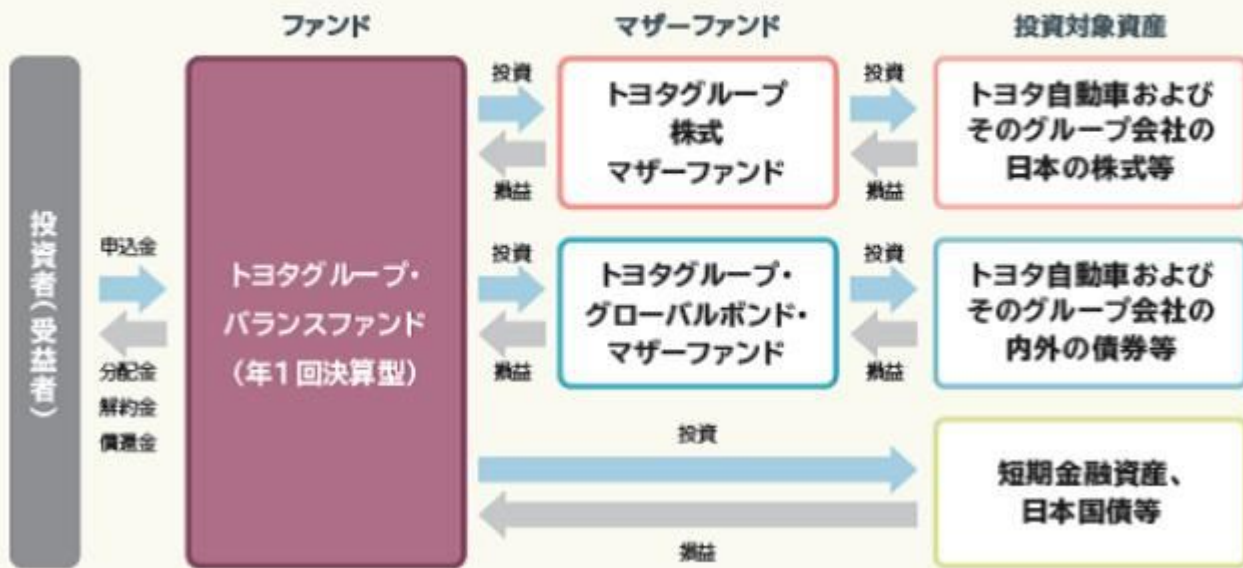 ファンド
マザーファンド
投資対象資産
投資者(受益者)
申込金
分配金
解約金
償還金
トヨタグループ・
バランスファンド
(年1回決算型)
投資
損益
トヨタグループ
株式
マザーファンド
投資
損益
トヨタ自動車および
そのグループ会社の
日本の株式等
投資
損益
トヨタグループ・
グローバルボンド・
マザーファンド
投資
損益
トヨタ自動車および
そのグループ会社の
内外の債券等
投資
損益
短期金融資産、
日本国債等